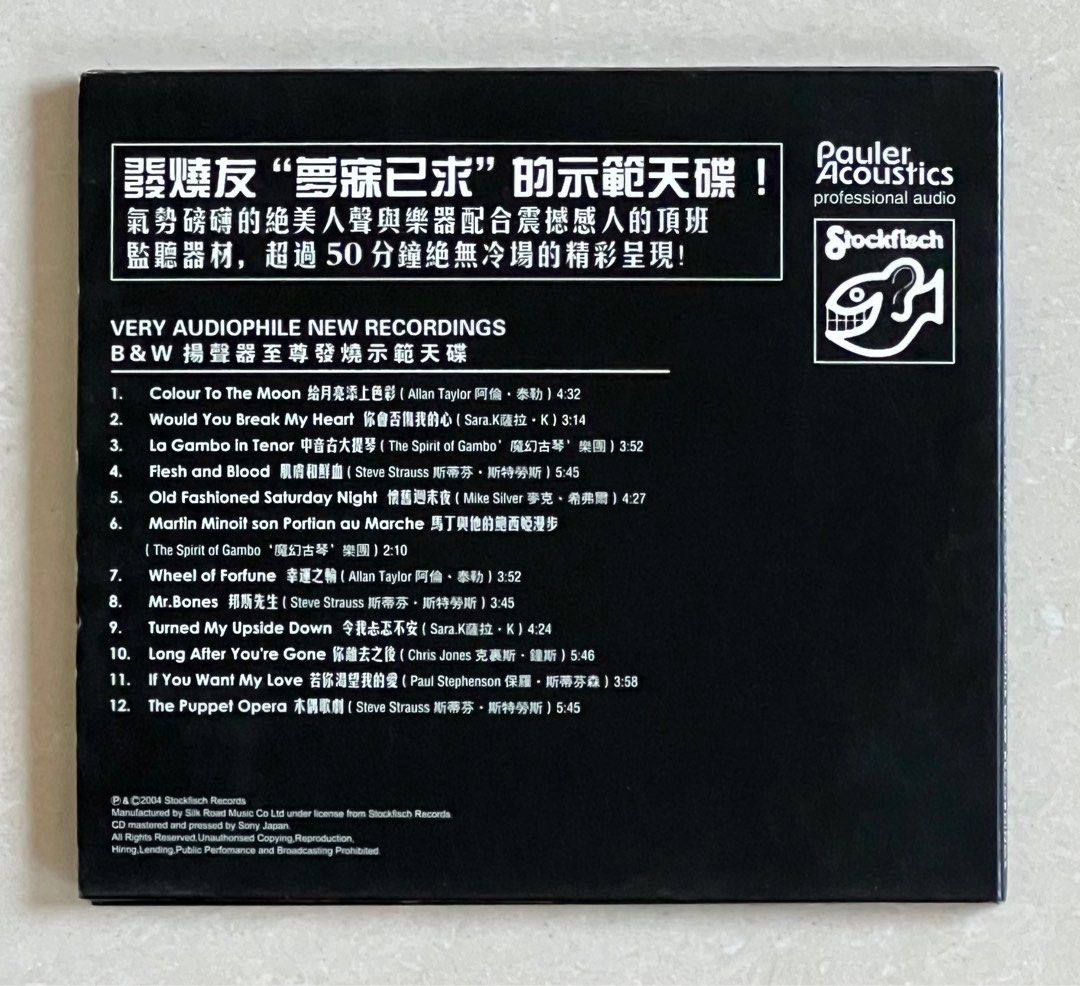 發燒友“夢寐已求”的示範天碟！
氣勢磅礡的絕美人聲與樂器配合震撼感人的頂班
監聽器材，超過50分鐘絕無冷場的精彩呈現!
Pauler
Acoustics
professional audio
Stockfisch
VERY AUDIOPHILE NEW RECORDINGS
B&W 揚聲器至尊發燒示範天碟
1. Colour To The Moon 給月亮添上色彩 ( Allan Taylor 阿倫・泰勒 ) 4:32
2. Would You Break My Heart 你會否傷我的心 ( Sara.K薩拉・K ) 3:14
3. La Gambo in Tenor 中音古大提琴 ( The Spirit of Gambo’魔幻古琴’樂團 ) 3:52
4. Flesh and Blood 肌膚和鮮血 ( Steve Strauss 斯蒂芬・斯特勞斯 ) 5:45
5. Old Fashioned Saturday Night 懷舊週末夜 ( Mike Silver 麥克・希弗爾 ) 4:27
6. Martin Minoit son Portian au Marche 馬丁與他的鮑西婭漫步
( The Spirit of Gambo‘魔幻古琴’樂團 ) 2:10
7. Wheel of Forfune 幸運之輪 ( Allan Taylor 阿倫・泰勒 ) 3:52
8. Mr.Bones 邦斯先生 ( Steve Strauss 斯蒂芬・斯特勞斯 ) 3:45
9. Turned My Upside Down 令我忐忑不安 ( Sara.K薩拉・K ) 4:24
10. Long After You're Gone 你離去之後 ( Chris Jones 克裏斯・鐘斯 ) 5:46
11. If You Want My Love 若你渴望我的愛 ( Paul Stephenson 保羅・斯蒂芬森 ) 3:58
12. The Puppet Opera 木偶歌劇 ( Steve Strauss 斯蒂芬・斯特勞斯 ) 5:45
℗&©2004 Stockfisch Records
Manufactured by Silk Road Music Co Ltd under license from Stockfisch Records
CD mastered and pressed by Sony Japan.
All Rights Reserved.Unauthorised Copying,Reproduction,
Hiring,Lending,Public Perfomance and Broadcasting Prohibited.